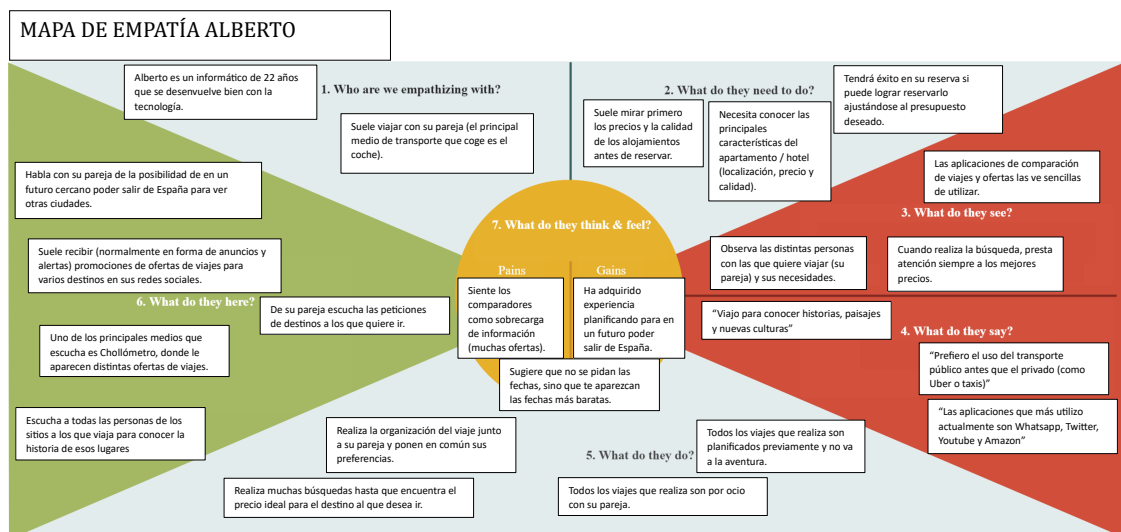 MAPA DE EMPATÍA ALBERTO
Alberto es un informático de 22 años
que se desenvuelve bien con la
tecnología.
1. Who are we empathizing with?
Suele viajar con su pareja (el principal
medio de transporte que coge es el
coche).
2. What do they need to do?
Suele mirar primero
los precios y la calidad
de los alojamientos
antes de reservar.
Necesita conocer las
principales
características del
apartamento / hotel
(localización, precio y
calidad).
Tendrá éxito en su reserva si
puede lograr reservarlo
ajustándose al presupuesto
deseado.
Las aplicaciones de comparación
de viajes y ofertas las ve sencillas
de utilizar.
3. What do they see?
Observa las distintas personas
con las que quiere viajar (su
pareja) y sus necesidades.
Cuando realiza la búsqueda, presta
atención siempre a los mejores
precios.
"Viajo para conocer historias, paisajes
y nuevas culturas"
4. What do they say?
"Prefiero el uso del transporte
público antes que el privado (como
Uber o taxis)"
"Las aplicaciones que más utilizo
actualmente son Whatsapp, Twitter,
Youtube y Amazon"
5. What do they do?
Todos los viajes que realiza son
planificados previamente y no va
a la aventura.
Todos los viajes que realiza son por ocio
con su pareja.
Realiza la organización del viaje junto
a su pareja y ponen en común sus
preferencias.
Realiza muchas búsquedas hasta que encuentra el
precio ideal para el destino al que desea ir.
Habla con su pareja de la posibilidad de en un
futuro cercano poder salir de España para ver
otras ciudades.
Suele recibir (normalmente en forma de anuncios y
alertas) promociones de ofertas de viajes para
varios destinos en sus redes sociales.
6. What do they here?
De su pareja escucha las peticiones
de destinos a los que quiere ir.
Uno de los principales medios que
escucha es Chollómetro, donde le
aparecen distintas ofertas de viajes.
Escucha a todas las personas de los
sitios a los que viaja para conocer la
historia de esos lugares
7. What do they think & feel?
Pains
Siente los
comparadores
como sobrecarga
de información
(muchas ofertas).
Gains
Ha adquirido
experiencia
planificando para en
un futuro poder
salir de España.
Sugiere que no se pidan las
fechas, sino que te aparezcan
las fechas más baratas.